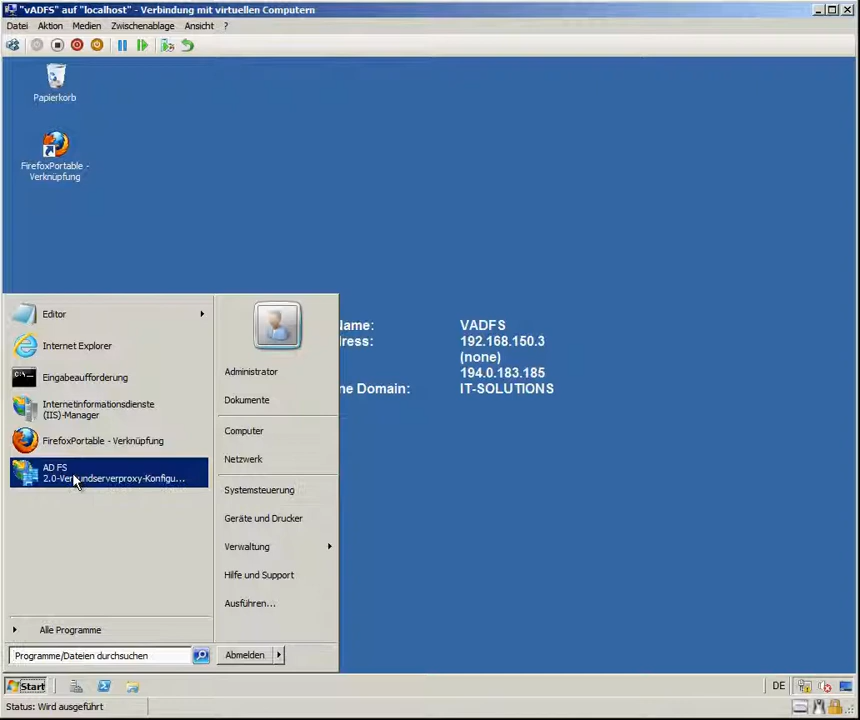 "vADFS" auf "localhost" - Verbindung mit virtuellen Computern
Datei Aktion Medien Zwischenablage Ansicht ?
Papierkorb
FirefoxPortable -
Verknüpfung
Editor
Internet Explorer
Eingabeaufforderung
Internetinformationsdienste
(IIS)-Manager
FirefoxPortable - Verknüpfung
AD FS
2.0-Verbundserverproxy-Konfigu...
Alle Programme
Programme/Dateien durchsuchen
Administrator
Dokumente
Computer
Netzwerk
Systemsteuerung
Geräte und Drucker
Verwaltung
Hilfe und Support
Ausführen...
Abmelden
Name: VADFS
192.168.150.3
(none)
194.0.183.185
Domain: IT-SOLUTIONS
Start
DE
Status: Wird ausgeführt